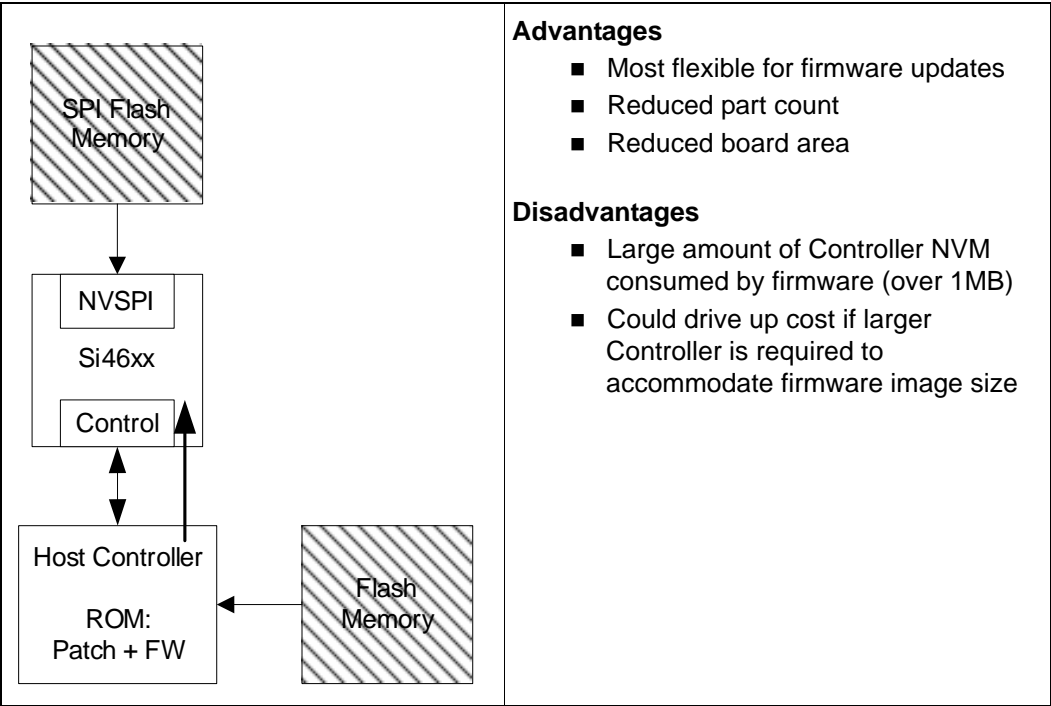 SPI Flash
Memory
NVSPI
Si46xx
Control
Host Controller
ROM:
Patch + FW
Flash
Memory
Advantages
■ Most flexible for firmware updates
■ Reduced part count
■ Reduced board area
Disadvantages
■ Large amount of Controller NVM
consumed by firmware (over 1MB)
■ Could drive up cost if larger
Controller is required to
accommodate firmware image size